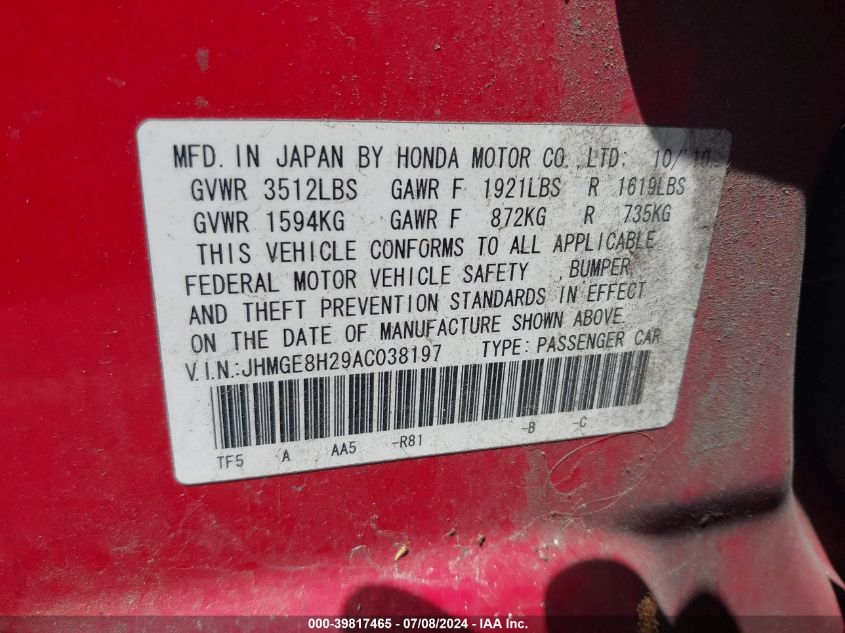 MFD. IN JAPAN BY HONDA MOTOR CO., LTD: 10/'10
GVWR 3512LBS GAWR F 1921LBS R 1619LBS
GVWR 1594KG GAWR F 872KG R 735KG
THIS VEHICLE CONFORMS TO ALL APPLICABLE
FEDERAL MOTOR VEHICLE SAFETY, BUMPER,
AND THEFT PREVENTION STANDARDS IN EFFECT
ON THE DATE OF MANUFACTURE SHOWN ABOVE.
V.I.N.:JHMGE8H29AC038197 TYPE:PASSENGER CAR
TF5 A AA5 -R81 -B -C
000-39817465 - 07/08/2024 - IAA Inc.